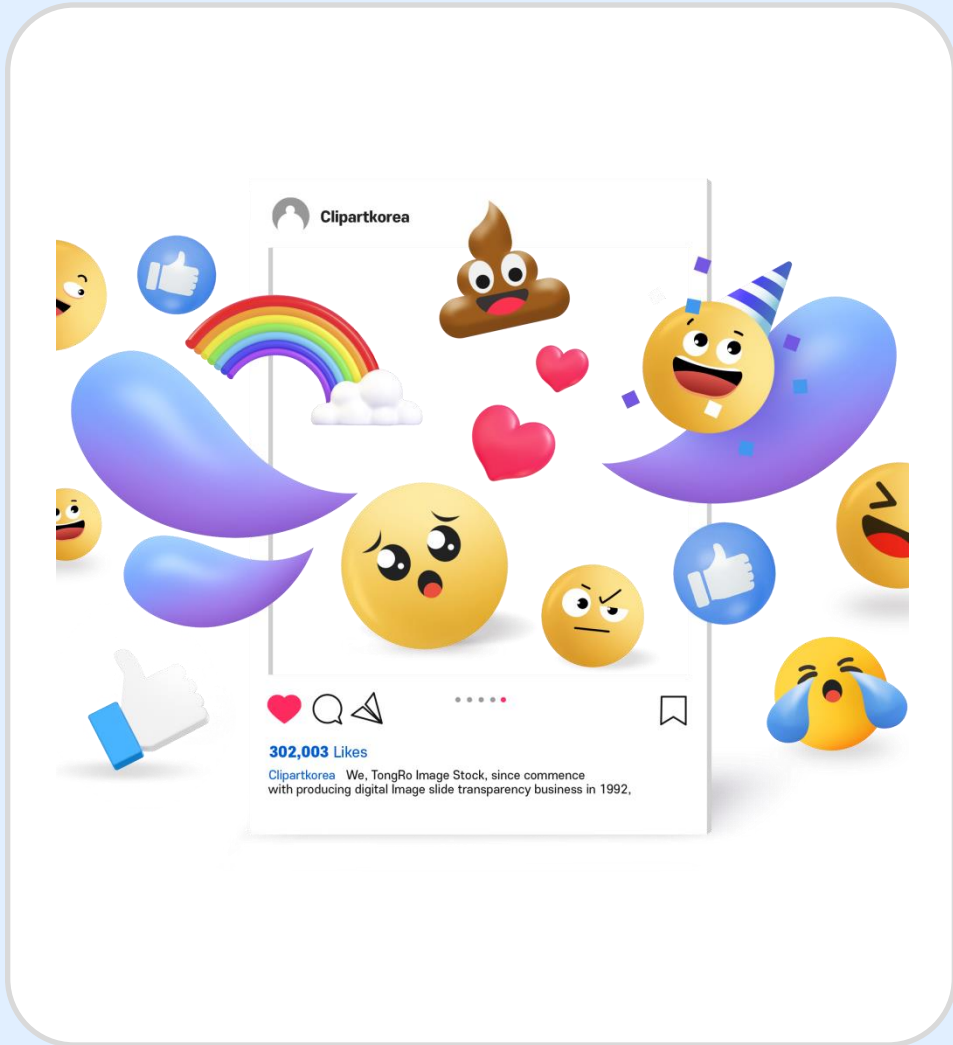 Clipartkorea
302,003 Likes
Clipartkorea We, TongRo Image Stock, since commence
with producing digital Image slide transparency business in 1992,